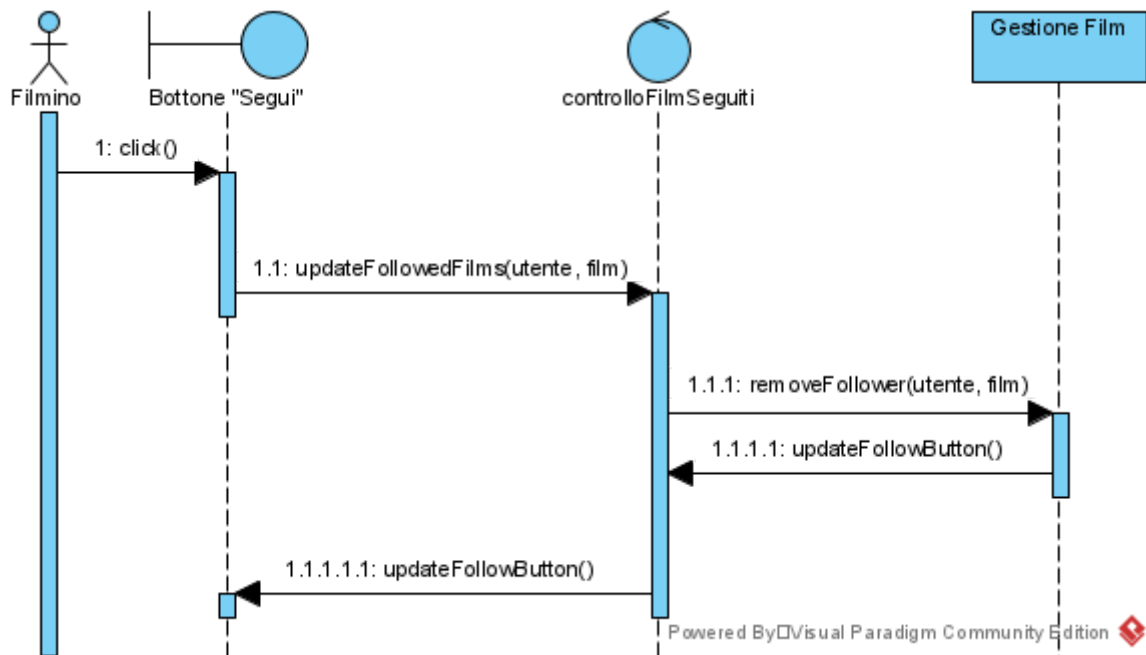 Gestione Film
Filmino
Bottone "Segui"
controlloFilmSeguiti
1: click()
1.1: updateFollowedFilms(utente, film)
1.1.1: removeFollower(utente, film)
1.1.1.1: updateFollowButton()
1.1.1.1.1: updateFollowButton()
Powered By□Visual Paradigm Community Edition